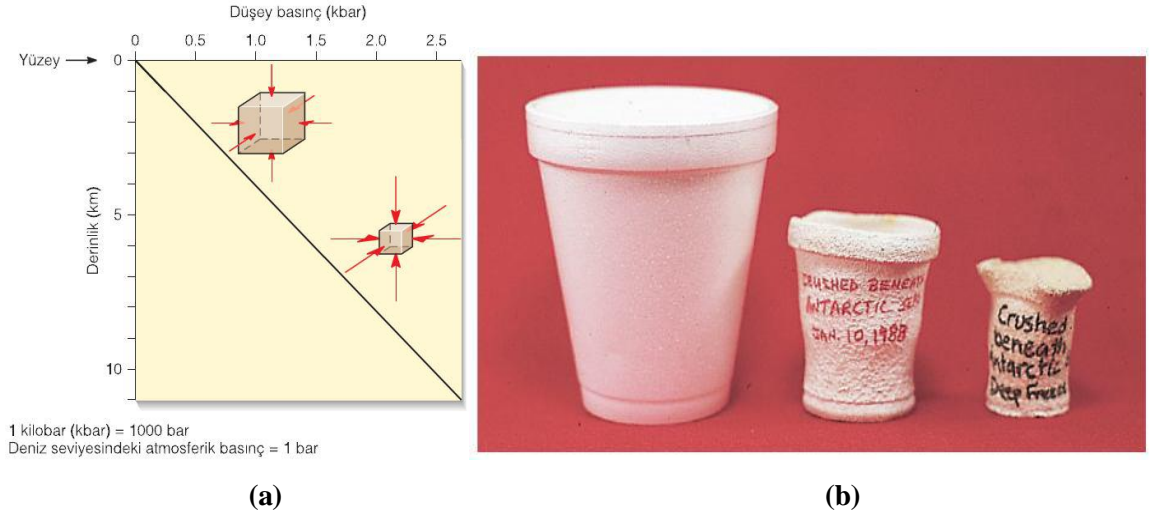 Düşey basınç (kbar)
0 0.5 1.0 1.5 2.0 2.5
Yüzey
0
5
Derinlik (km)
10
1 kilobar (kbar) = 1000 bar
Deniz seviyesindeki atmosferik basınç = 1 bar
(a)
CRUSHED BENEATH
ANTARCTIC
JAN. 10, 1988
Crushed
beneath
Antarctic
Deep Freeze
(b)